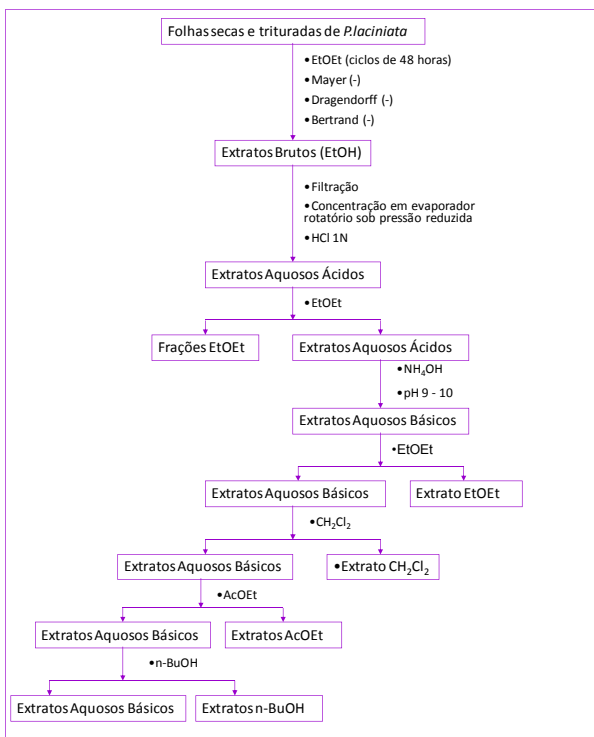 Folhas secas e trituradas de P.laciniata
•EtOEt (ciclos de 48 horas)
•Mayer (-)
•Dragendorff (-)
•Bertrand (-)
Extratos Brutos (EtOH)
•Filtração
•Concentração em evaporador
rotatório sob pressão reduzida
•HCl 1N
Extratos Aquosos Ácidos
•EtOEt
Frações EtOEt
Extratos Aquosos Ácidos
•NH₄OH
•pH 9 - 10
Extratos Aquosos Básicos
•EtOEt
Extratos Aquosos Básicos
Extrato EtOEt
•CH₂Cl₂
Extratos Aquosos Básicos
•Extrato CH₂Cl₂
•AcOEt
Extratos Aquosos Básicos
Extratos AcOEt
•n-BuOH
Extratos Aquosos Básicos
Extratos n-BuOH